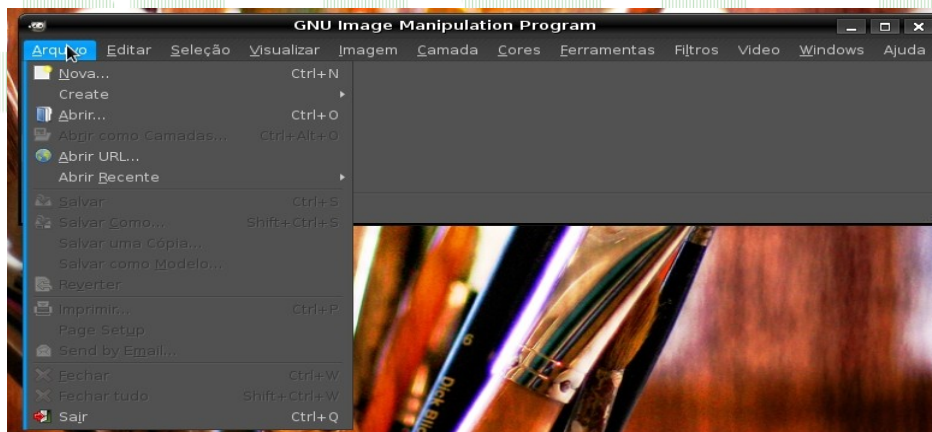 GNU Image Manipulation Program
Arquivo Editar Seleção Visualizar Imagem Camada Cores Ferramentas Filtros Video Windows Ajuda
Nova... Ctrl+N
Create
Abrir... Ctrl+O
Abrir como Camadas... Ctrl+Alt+O
Abrir URL...
Abrir Recente
Salvar Ctrl+S
Salvar Como... Shift+Ctrl+S
Salvar uma Cópia...
Salvar como Modelo...
Reverter
Imprimir... Ctrl+P
Page Setup
Send by Email...
Fechar Ctrl+W
Fechar tudo Shift+Ctrl+W
Sair Ctrl+Q
6
Dick